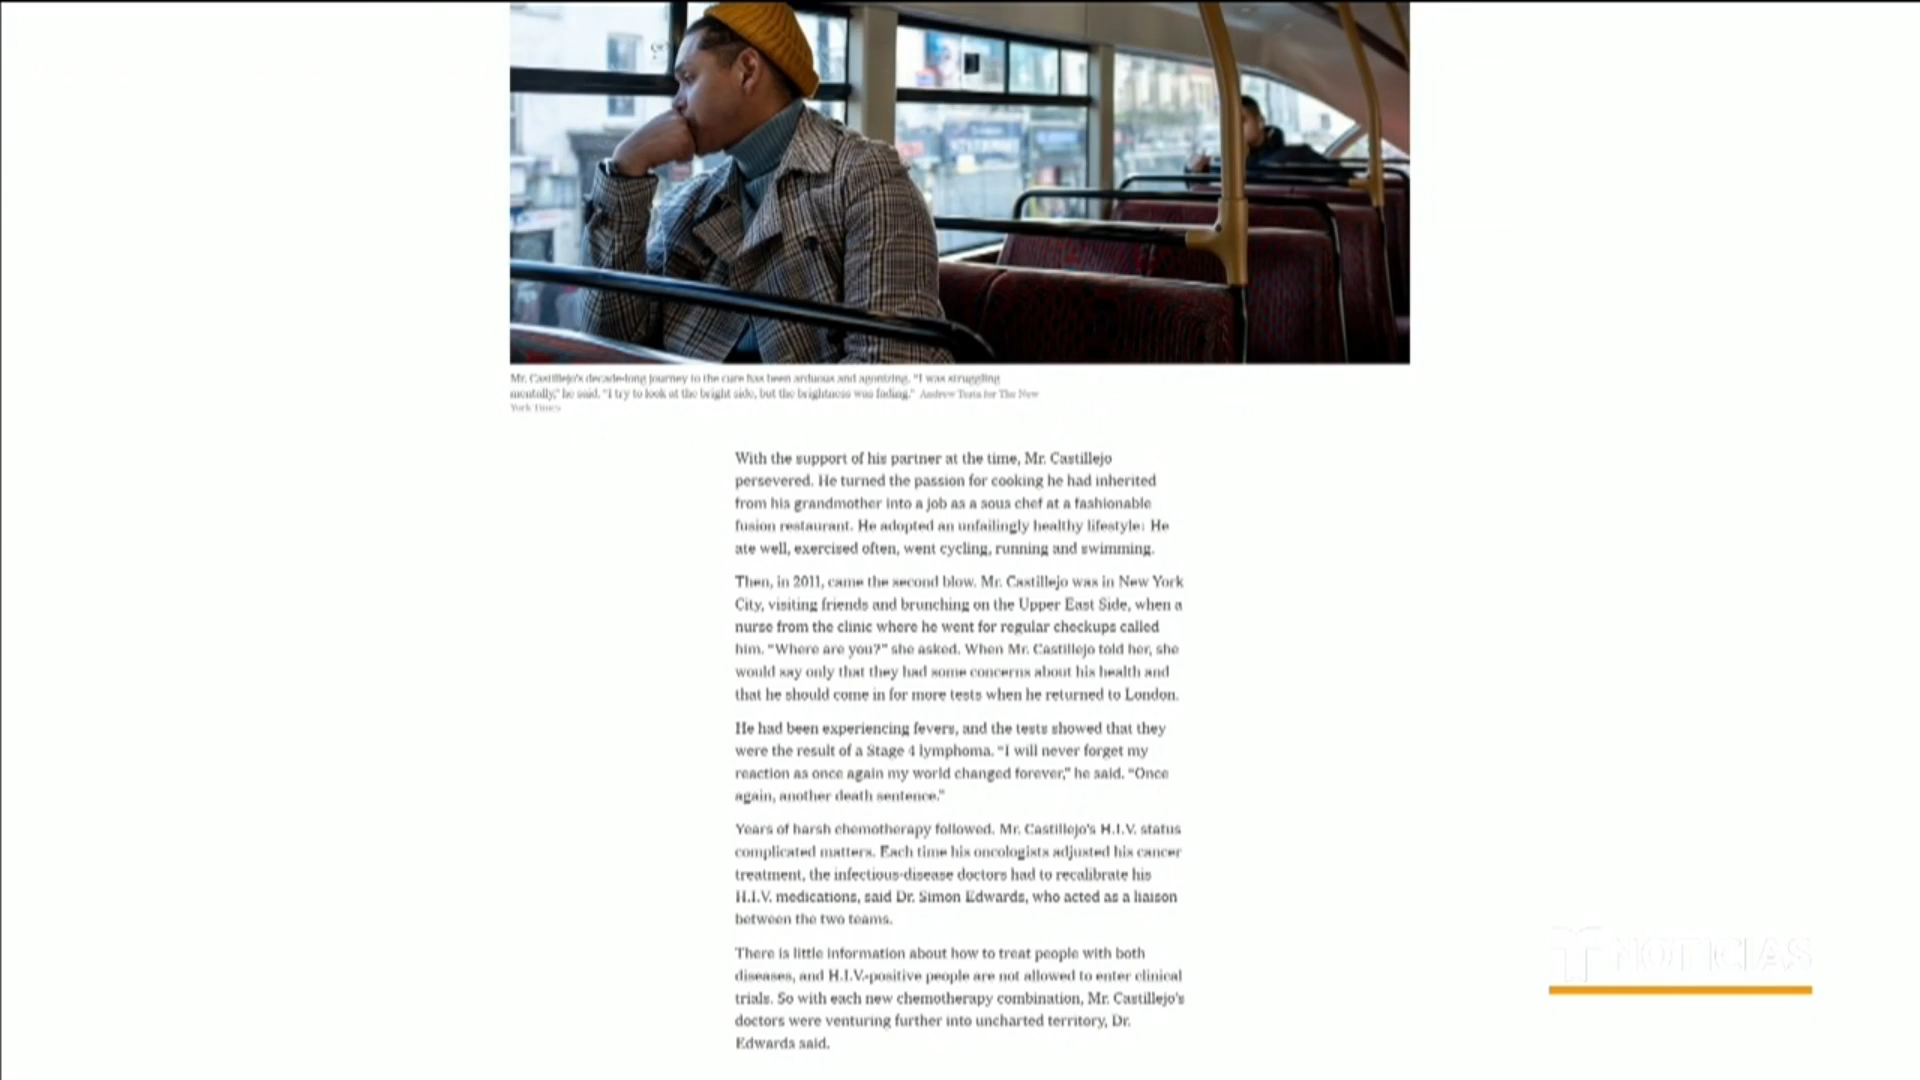 Mr. Castillejo's decade-long journey to the cure has been arduous and agonizing. "I was struggling
mentally," he said. "I try to look at the bright side, but the brightness was fading." Andrew Testa for The New
York Times
With the support of his partner at the time, Mr. Castillejo
persevered. He turned the passion for cooking he had inherited
from his grandmother into a job as a sous chef at a fashionable
fusion restaurant. He adopted an unfailingly healthy lifestyle: He
ate well, exercised often, went cycling, running and swimming.
Then, in 2011, came the second blow. Mr. Castillejo was in New York
City, visiting friends and brunching on the Upper East Side, when a
nurse from the clinic where he went for regular checkups called
him. "Where are you?" she asked. When Mr. Castillejo told her, she
would say only that they had some concerns about his health and
that he should come in for more tests when he returned to London.
He had been experiencing fevers, and the tests showed that they
were the result of a Stage 4 lymphoma. "I will never forget my
reaction as once again my world changed forever," he said. "Once
again, another death sentence."
Years of harsh chemotherapy followed. Mr. Castillejo's H.I.V. status
complicated matters. Each time his oncologists adjusted his cancer
treatment, the infectious-disease doctors had to recalibrate his
H.I.V. medications, said Dr. Simon Edwards, who acted as a liaison
between the two teams.
There is little information about how to treat people with both
diseases, and H.I.V.-positive people are not allowed to enter clinical
trials. So with each new chemotherapy combination, Mr. Castillejo's
doctors were venturing further into uncharted territory, Dr.
Edwards said.
NOTICIAS